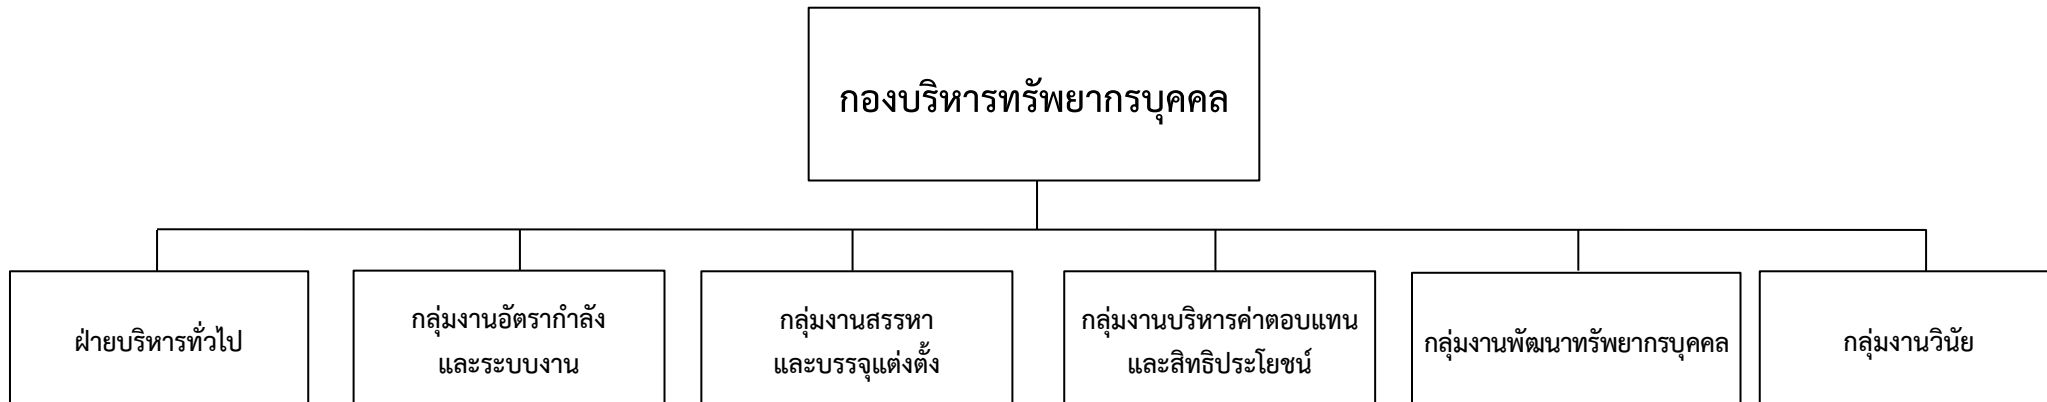 กองบริหารทรัพยากรบุคคล
ฝ่ายบริหารทั่วไป
กลุ่มงานอัตรากำลัง
และระบบงาน
กลุ่มงานสรรหา
และบรรจุแต่งตั้ง
กลุ่มงานบริหารค่าตอบแทน
และสิทธิประโยชน์
กลุ่มงานพัฒนาทรัพยากรบุคคล
กลุ่มงานวินัย